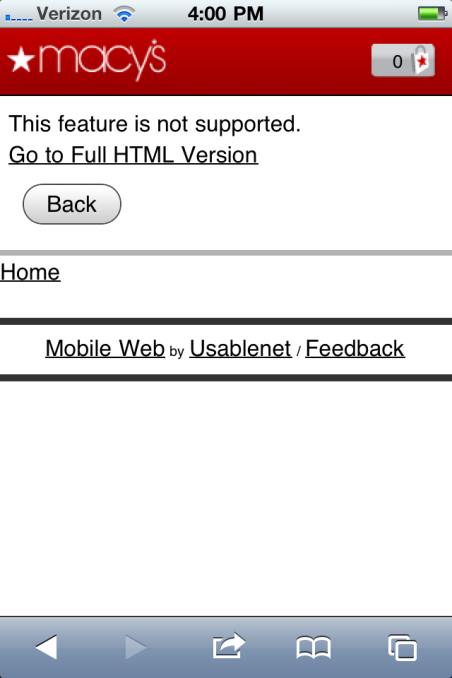 Verizon 4:00 PM
macy's 0
This feature is not supported.
Go to Full HTML Version
Back
Home
Mobile Web by Usablenet / Feedback